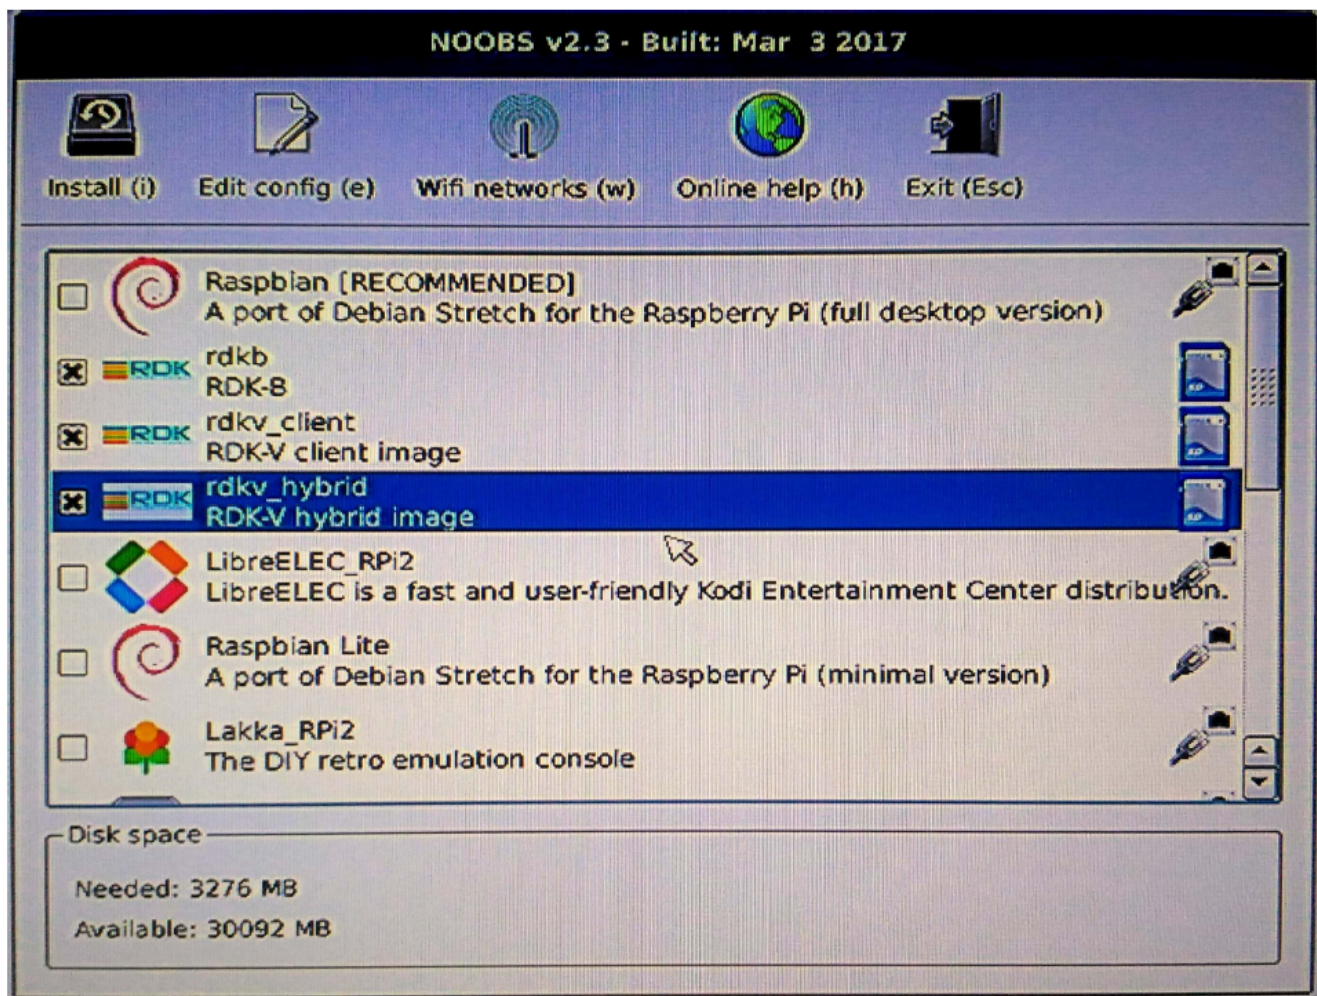 NOOBS v2.3 - Built: Mar 3 2017
Install (i) Edit config (e) Wifi networks (w) Online help (h) Exit (Esc)
Raspbian [RECOMMENDED]
A port of Debian Stretch for the Raspberry Pi (full desktop version)
RDK
rdkb
RDK-B
RDK
rdkv_client
RDK-V client image
RDK
rdkv_hybrid
RDK-V hybrid image
LibreELEC_RPi2
LibreELEC is a fast and user-friendly Kodi Entertainment Center distribution.
Raspbian Lite
A port of Debian Stretch for the Raspberry Pi (minimal version)
Lakka_RPi2
The DIY retro emulation console
Disk space
Needed: 3276 MB
Available: 30092 MB